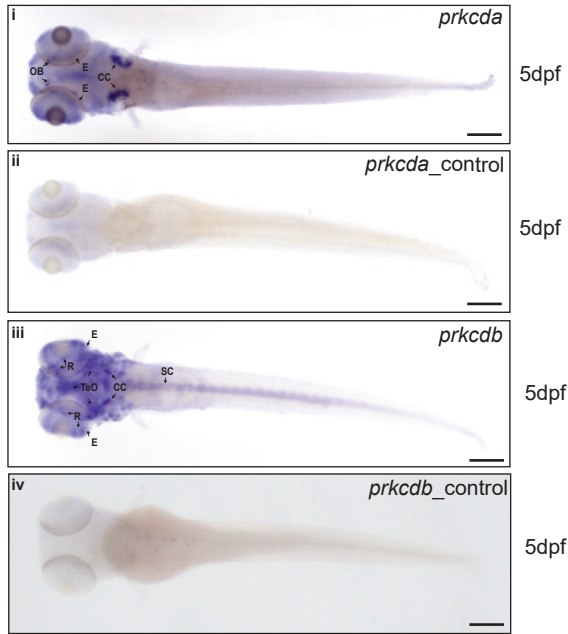 i
prkcda
E
OB
CC
E
5dpf
ii
prkcda_control
5dpf
iii
prkcdb
E
R
SC
TeO
CC
R
E
5dpf
iv
prkcdb_control
5dpf